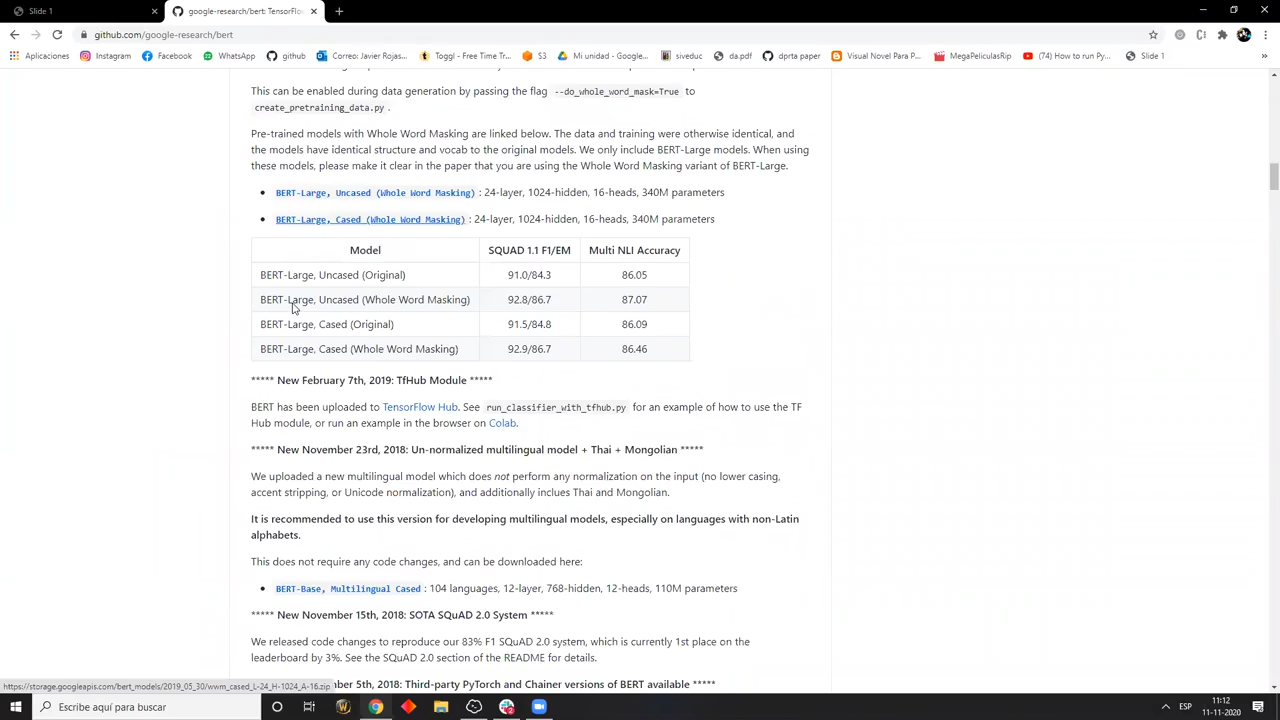 Slide 1
google-research/bert: TensorFlow
github.com/google-research/bert
Aplicaciones Instagram Facebook WhatsApp github Correo: Javier Rojas... Toggl - Free Time Tr... S3 Mi unidad - Google... siveduc da.pdf dprta paper Visual Novel Para P... MegaPeliculasRip (74) How to run Py... Slide 1
This can be enabled during data generation by passing the flag --do_whole_word_mask=True to
create_pretraining_data.py .
Pre-trained models with Whole Word Masking are linked below. The data and training were otherwise identical, and
the models have identical structure and vocab to the original models. We only include BERT-Large models. When using
these models, please make it clear in the paper that you are using the Whole Word Masking variant of BERT-Large.
• BERT-Large, Uncased (Whole Word Masking) : 24-layer, 1024-hidden, 16-heads, 340M parameters
• BERT-Large, Cased (Whole Word Masking) : 24-layer, 1024-hidden, 16-heads, 340M parameters
Model SQUAD 1.1 F1/EM Multi NLI Accuracy
BERT-Large, Uncased (Original) 91.0/84.3 86.05
BERT-Large, Uncased (Whole Word Masking) 92.8/86.7 87.07
BERT-Large, Cased (Original) 91.5/84.8 86.09
BERT-Large, Cased (Whole Word Masking) 92.9/86.7 86.46
***** New February 7th, 2019: TfHub Module *****
BERT has been uploaded to TensorFlow Hub. See run_classifier_with_tfhub.py for an example of how to use the TF
Hub module, or run an example in the browser on Colab.
***** New November 23rd, 2018: Un-normalized multilingual model + Thai + Mongolian *****
We uploaded a new multilingual model which does not perform any normalization on the input (no lower casing,
accent stripping, or Unicode normalization), and additionally inclues Thai and Mongolian.
It is recommended to use this version for developing multilingual models, especially on languages with non-Latin
alphabets.
This does not require any code changes, and can be downloaded here:
• BERT-Base, Multilingual Cased : 104 languages, 12-layer, 768-hidden, 12-heads, 110M parameters
***** New November 15th, 2018: SOTA SQuAD 2.0 System *****
We released code changes to reproduce our 83% F1 SQuAD 2.0 system, which is currently 1st place on the
leaderboard by 3%. See the SQuAD 2.0 section of the README for details.
5th, 2018: Third-party PyTorch and Chainer versions of BERT available *****
https://storage.googleapis.com/bert_models/2019_05_30/wwm_cased_L-24_H-1024_A-16.zip
Escribe aquí para buscar
ESP
11:12
11-11-2020